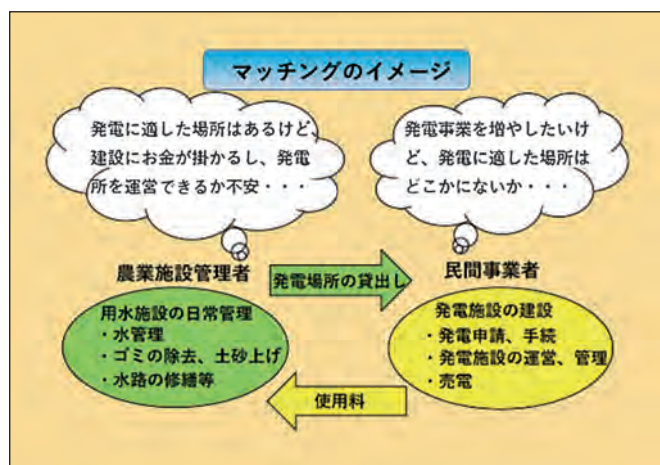 マッチングのイメージ
発電に適した場所はあるけど、
建設にお金が掛かるし、発電
所を運営できるか不安・・・
発電事業を増やしたいけ
ど、発電に適した場所は
どこかにないか・・・
農業施設管理者
発電場所の貸出し
民間事業者
用水施設の日常管理
・水管理
・ゴミの除去、土砂上げ
・水路の修繕等
発電施設の建設
・発電申請、手続
・発電施設の運営、管理
・売電
使用料